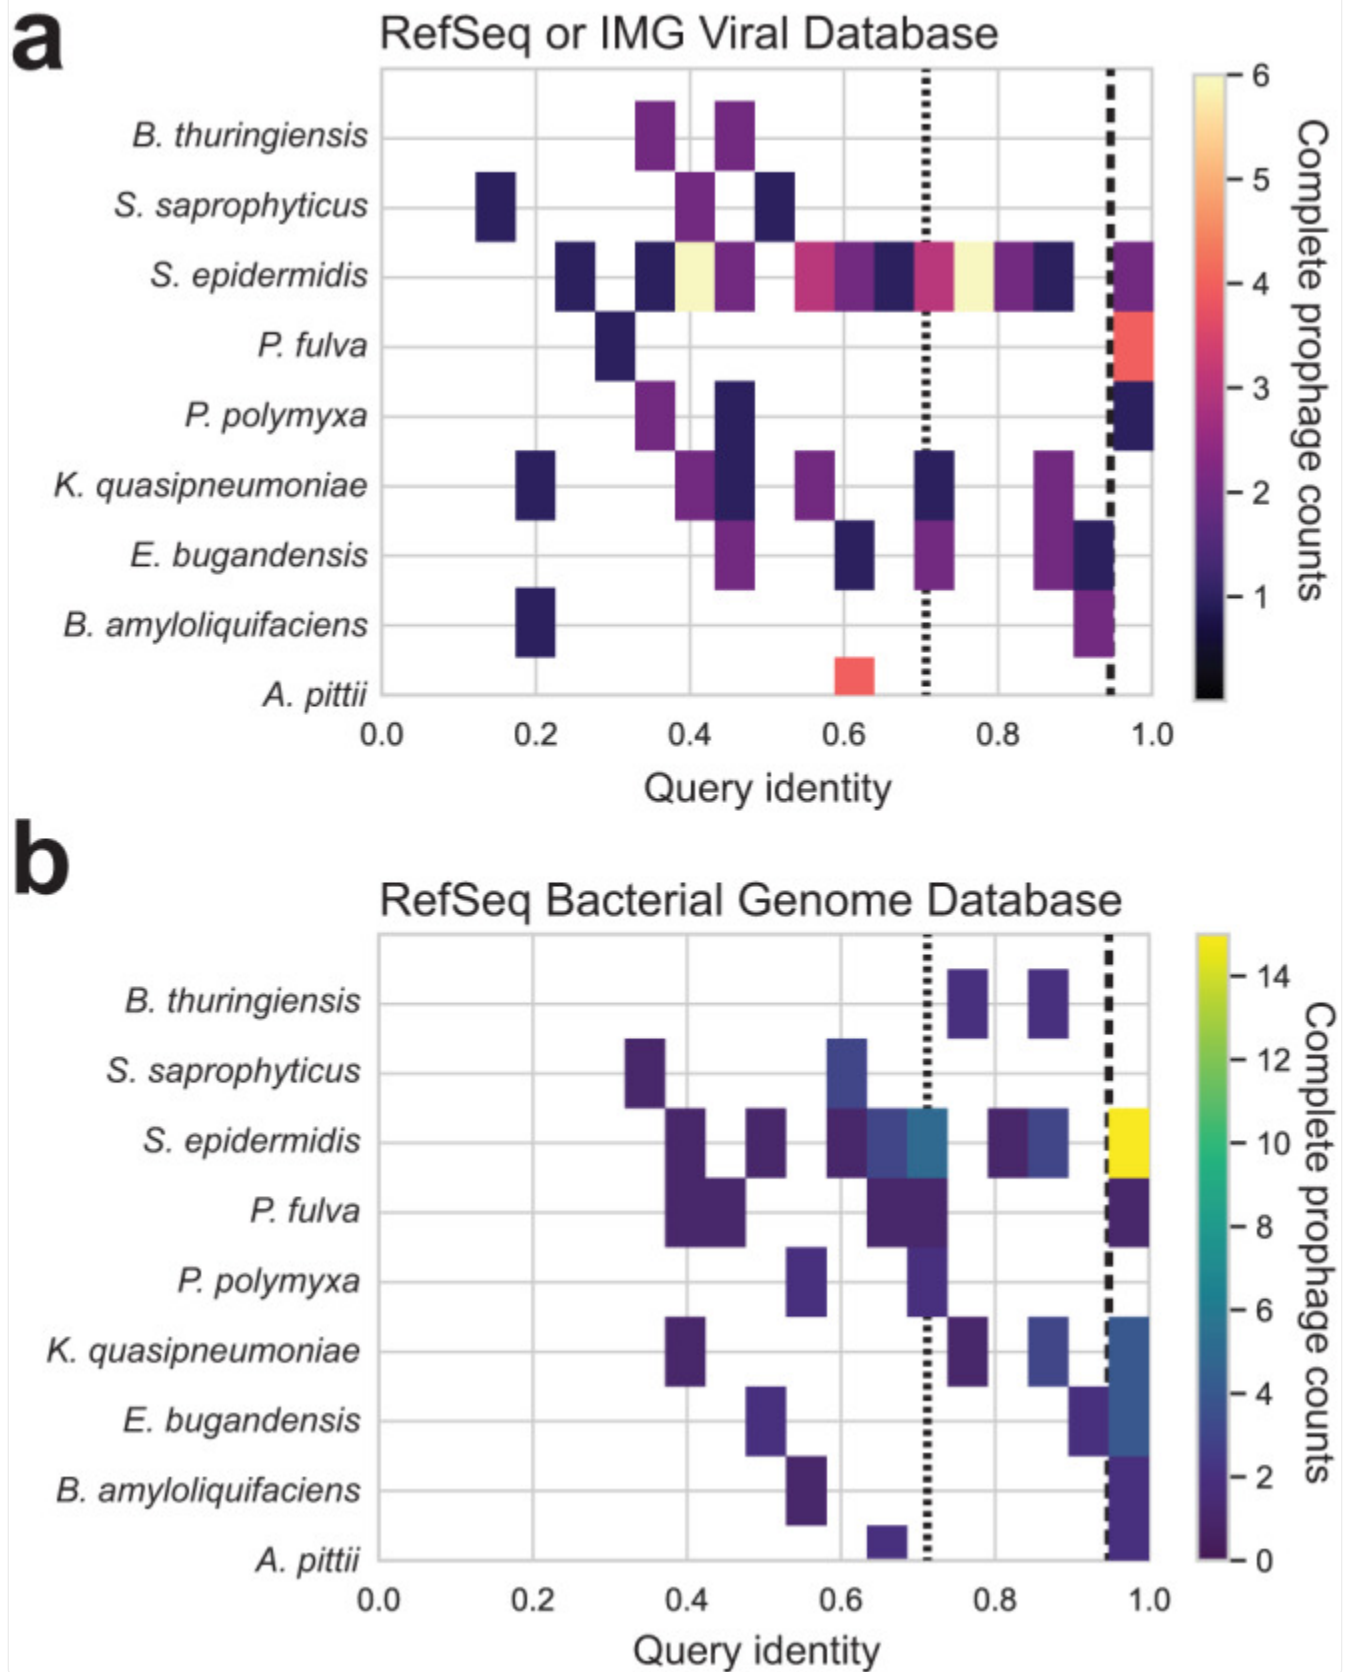 a
RefSeq or IMG Viral Database
B. thuringiensis
S. saprophyticus
S. epidermidis
P. fulva
P. polymyxa
K. quasipneumoniae
E. bugandensis
B. amyloliquifaciens
A. pittii
0.0 0.2 0.4 0.6 0.8 1.0
Query identity
6
5
4
3
2
1
Complete prophage counts
b
RefSeq Bacterial Genome Database
B. thuringiensis
S. saprophyticus
S. epidermidis
P. fulva
P. polymyxa
K. quasipneumoniae
E. bugandensis
B. amyloliquifaciens
A. pittii
0.0 0.2 0.4 0.6 0.8 1.0
Query identity
14
12
10
8
6
4
2
0
Complete prophage counts